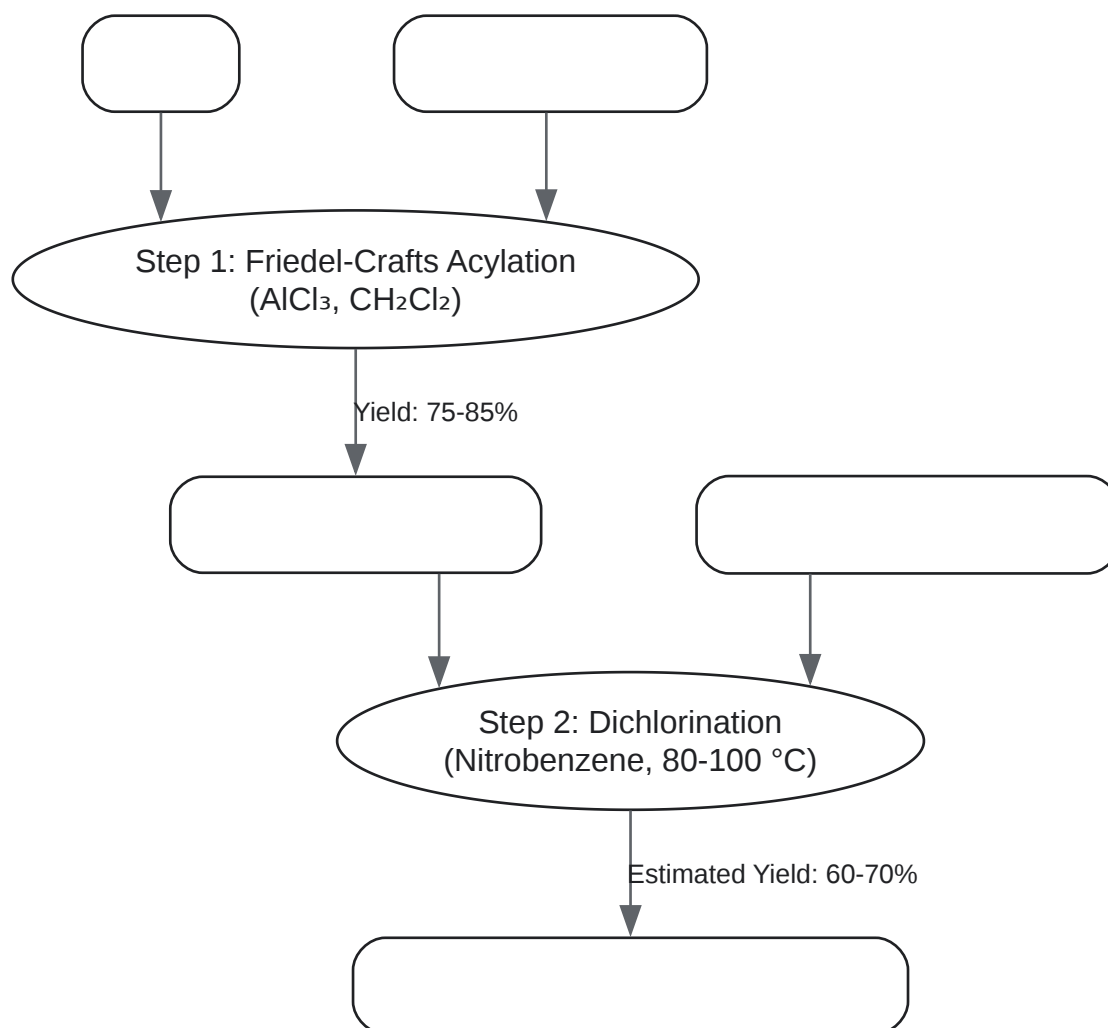 Step 1: Friedel-Crafts Acylation
(AlCl₃, CH₂Cl₂)
Yield: 75-85%
Step 2: Dichlorination
(Nitrobenzene, 80-100 °C)
Estimated Yield: 60-70%